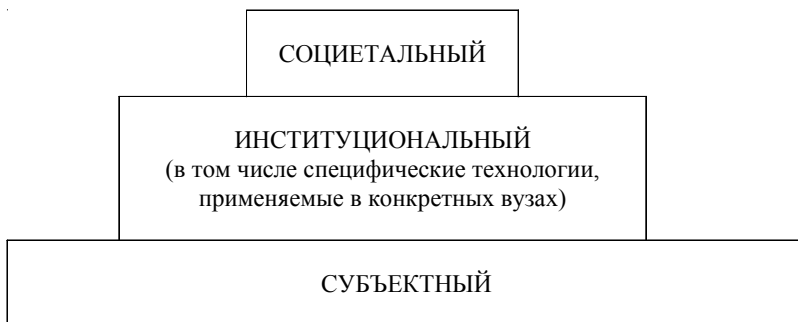 СОЦИЕТАЛЬНЫЙ
ИНСТИТУЦИОНАЛЬНЫЙ
(в том числе специфические технологии,
применяемые в конкретных вузах)
СУБЪЕКТНЫЙ